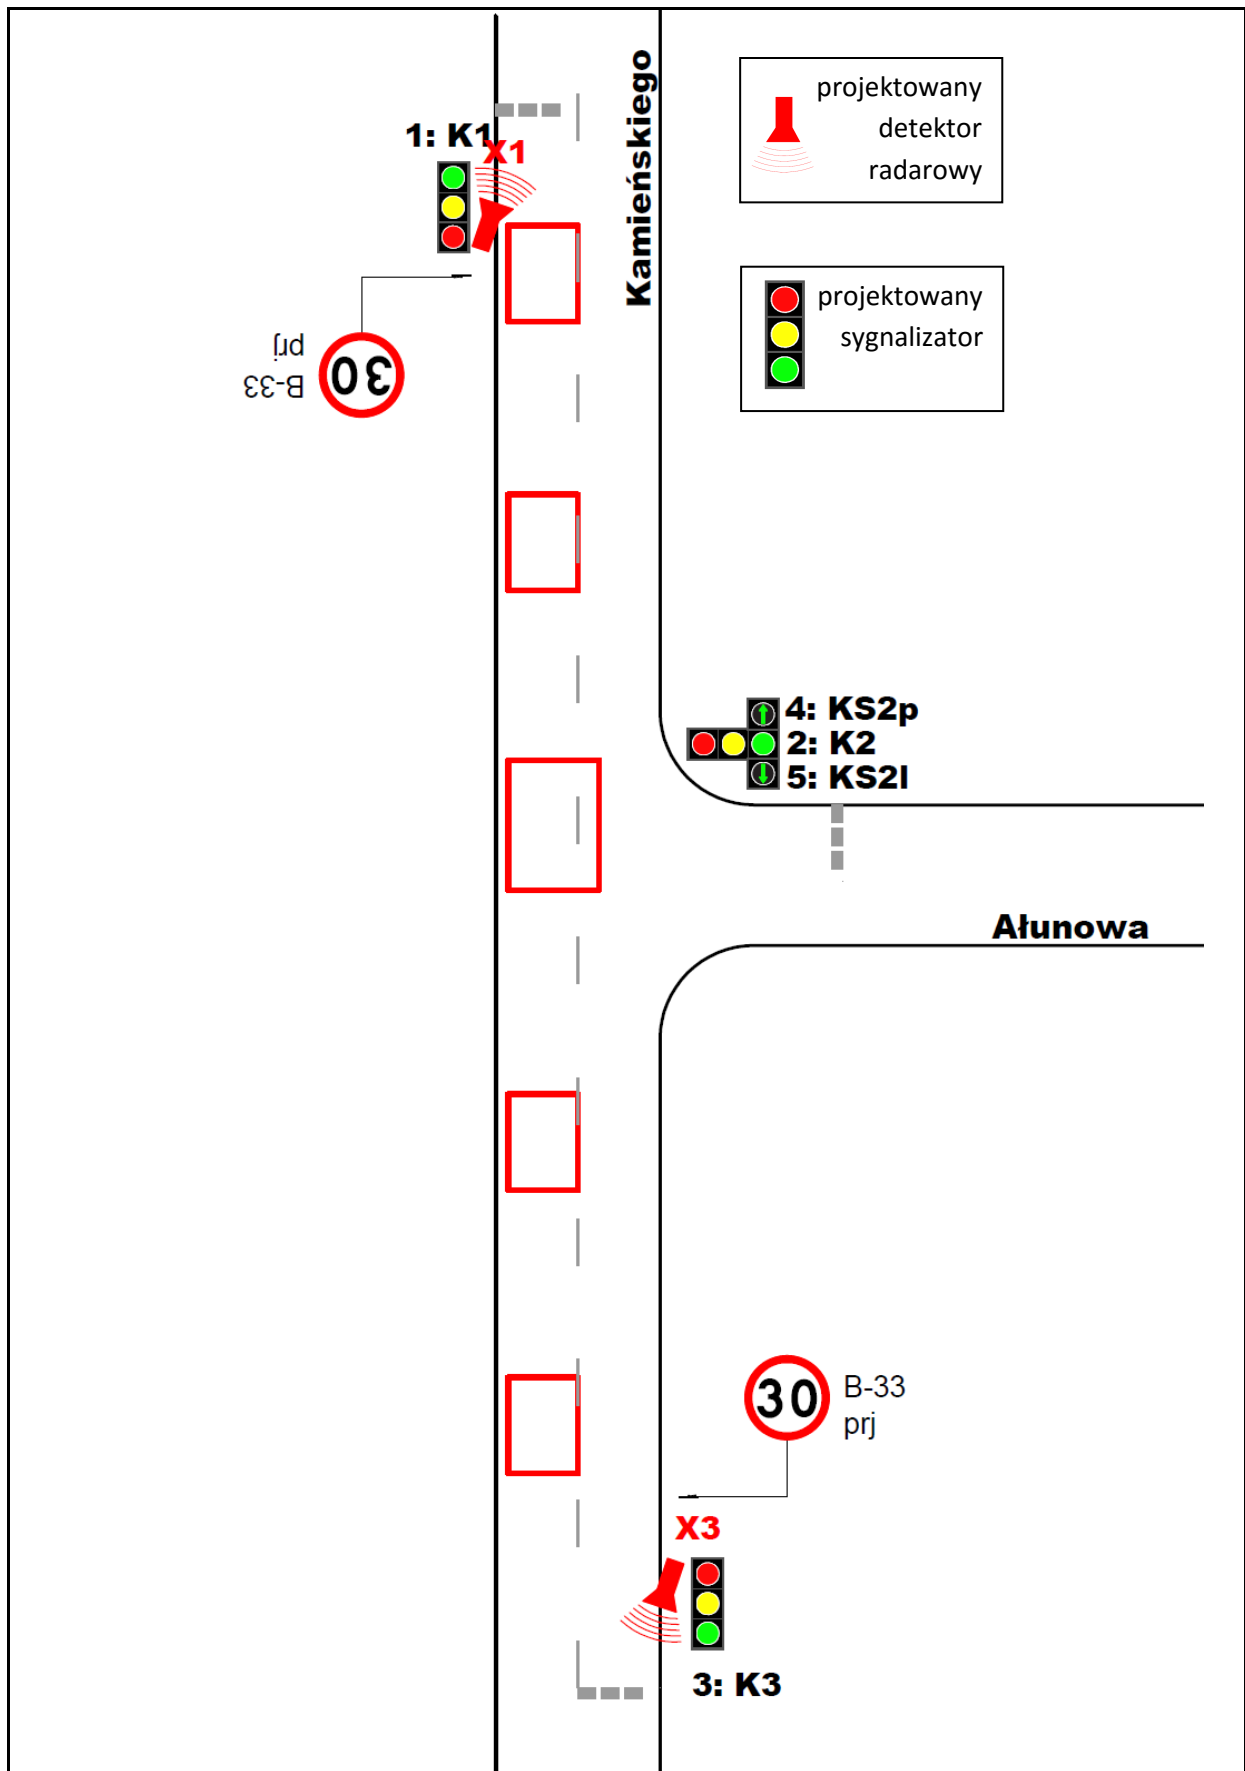 1: K1
X1
Kamieńskiego
projektowany
detektor
radarowy
projektowany
sygnalizator
30
B-33
prj
4: KS2p
2: K2
5: KS2l
Ałunowa
30
B-33
prj
X3
3: K3